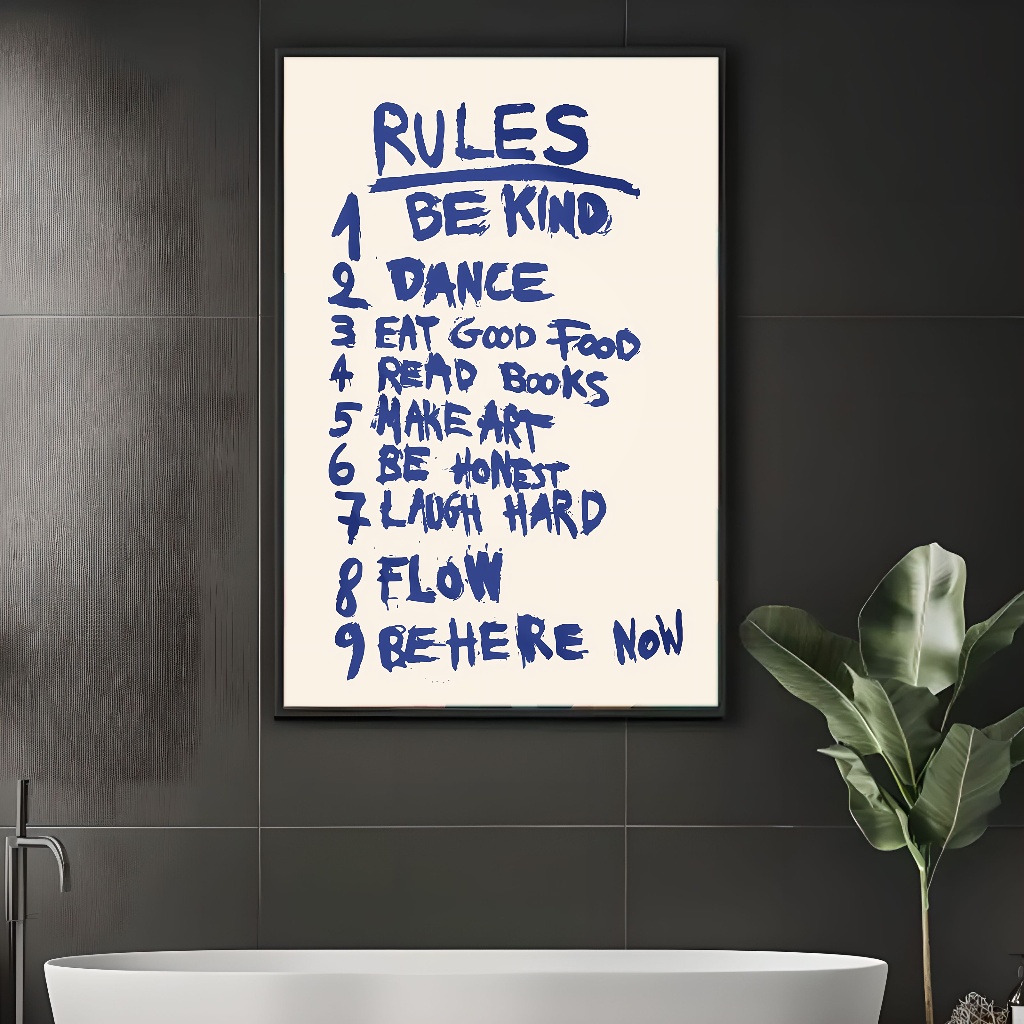 RULES
1 BE KIND
2 DANCE
3 EAT GOOD FOOD
4 READ BOOKS
5 MAKE ART
6 BE HONEST
7 LAUGH HARD
8 FLOW
9 BE HERE NOW